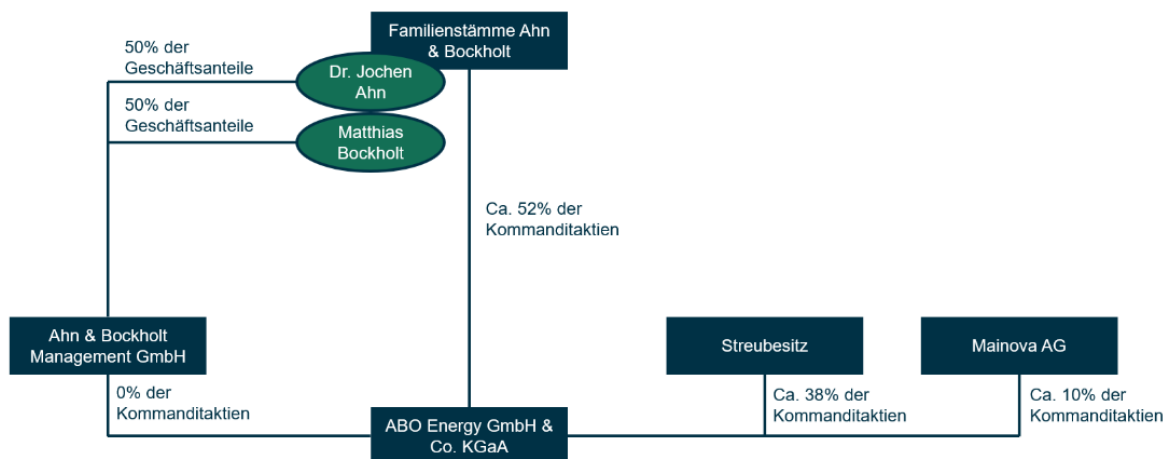 Familienstämme Ahn
& Bockholt
50% der
Geschäftsanteile
Dr. Jochen
Ahn
50% der
Geschäftsanteile
Matthias
Bockholt
Ca. 52% der
Kommanditaktien
Ahn & Bockholt
Management GmbH
Streubesitz
Mainova AG
0% der
Kommanditaktien
Ca. 38% der
Kommanditaktien
Ca. 10% der
Kommanditaktien
ABO Energy GmbH &
Co. KGaA